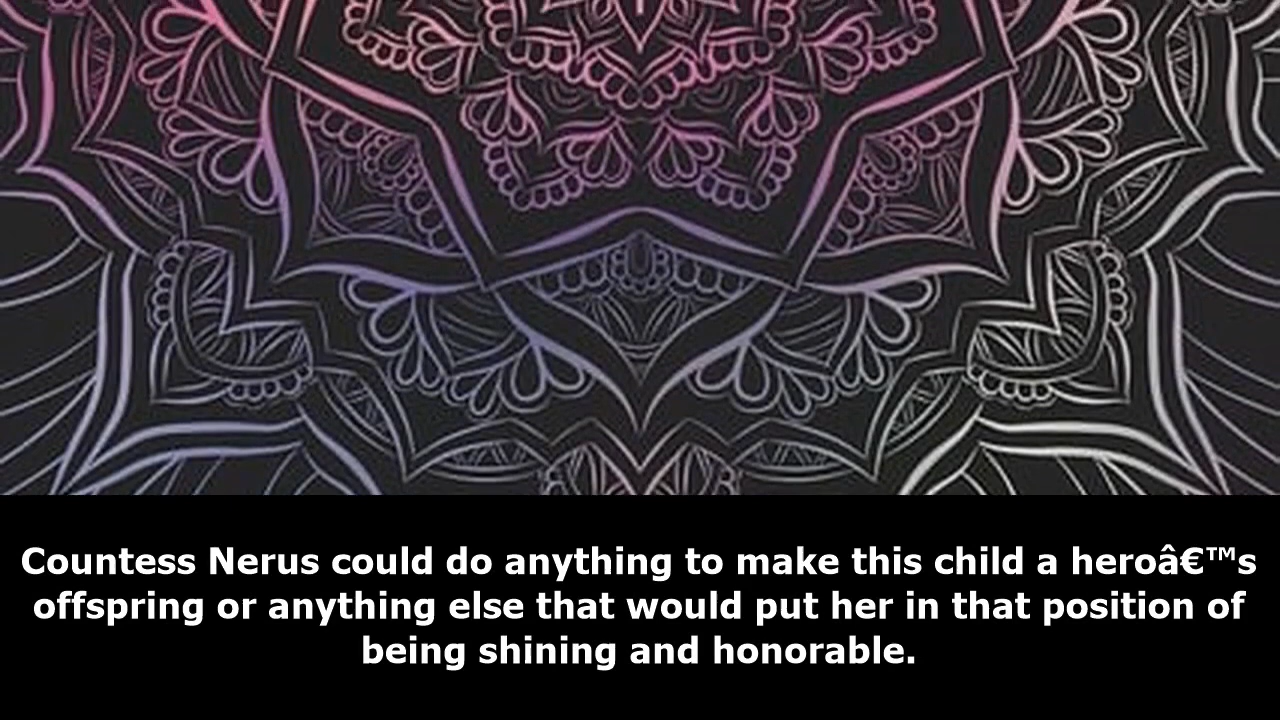 Countess Nerus could do anything to make this child a heroâ€™s
offspring or anything else that would put her in that position of
being shining and honorable.